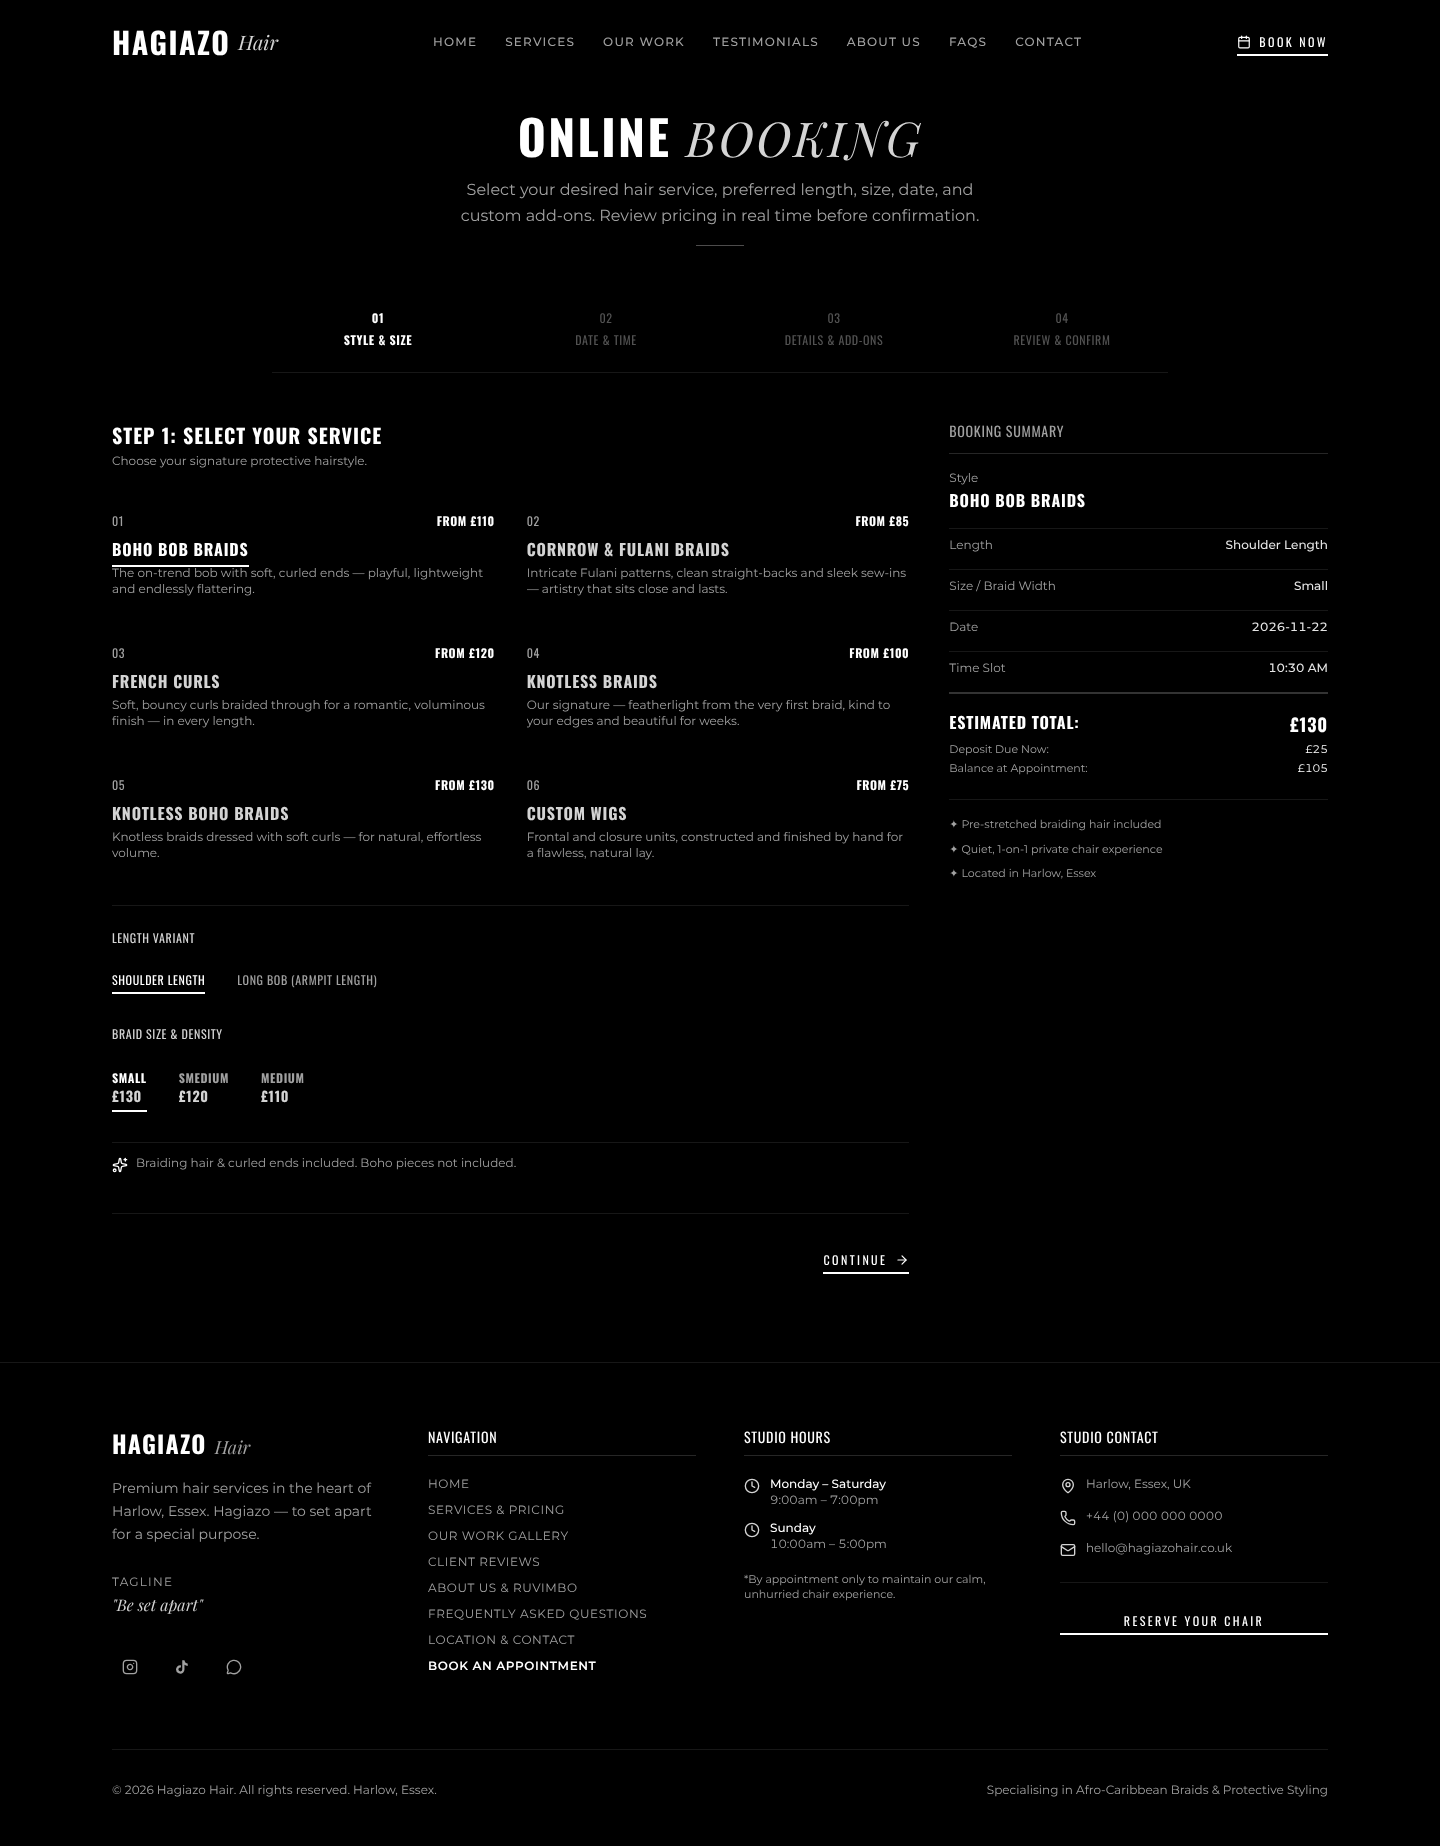 HAGIAZO Hair
HOME SERVICES OUR WORK TESTIMONIALS ABOUT US FAQS CONTACT
BOOK NOW
ONLINE BOOKING
Select your desired hair service, preferred length, size, date, and
custom add-ons. Review pricing in real time before confirmation.
01
STYLE & SIZE
02
DATE & TIME
03
DETAILS & ADD-ONS
04
REVIEW & CONFIRM
STEP 1: SELECT YOUR SERVICE
Choose your signature protective hairstyle.
01 FROM £110
BOHO BOB BRAIDS
The on-trend bob with soft, curled ends — playful, lightweight
and endlessly flattering.
02 FROM £85
CORNROW & FULANI BRAIDS
Intricate Fulani patterns, clean straight-backs and sleek sew-ins
— artistry that sits close and lasts.
03 FROM £120
FRENCH CURLS
Soft, bouncy curls braided through for a romantic, voluminous
finish — in every length.
04 FROM £100
KNOTLESS BRAIDS
Our signature — featherlight from the very first braid, kind to
your edges and beautiful for weeks.
05 FROM £130
KNOTLESS BOHO BRAIDS
Knotless braids dressed with soft curls — for natural, effortless
volume.
06 FROM £75
CUSTOM WIGS
Frontal and closure units, constructed and finished by hand for
a flawless, natural lay.
LENGTH VARIANT
SHOULDER LENGTH LONG BOB (ARMPIT LENGTH)
BRAID SIZE & DENSITY
SMALL SMEDIUM MEDIUM
£130 £120 £110
Braiding hair & curled ends included. Boho pieces not included.
CONTINUE →
BOOKING SUMMARY
Style
BOHO BOB BRAIDS
Length Shoulder Length
Size / Braid Width Small
Date 2026-11-22
Time Slot 10:30 AM
ESTIMATED TOTAL: £130
Deposit Due Now: £25
Balance at Appointment: £105
✦ Pre-stretched braiding hair included
✦ Quiet, 1-on-1 private chair experience
✦ Located in Harlow, Essex
HAGIAZO Hair
Premium hair services in the heart of
Harlow, Essex. Hagiazo — to set apart
for a special purpose.
TAGLINE
"Be set apart"
NAVIGATION
HOME
SERVICES & PRICING
OUR WORK GALLERY
CLIENT REVIEWS
ABOUT US & RUVIMBO
FREQUENTLY ASKED QUESTIONS
LOCATION & CONTACT
BOOK AN APPOINTMENT
STUDIO HOURS
Monday – Saturday
9:00am – 7:00pm
Sunday
10:00am – 5:00pm
*By appointment only to maintain our calm,
unhurried chair experience.
STUDIO CONTACT
Harlow, Essex, UK
+44 (0) 000 000 0000
hello@hagiazohair.co.uk
RESERVE YOUR CHAIR
© 2026 Hagiazo Hair. All rights reserved. Harlow, Essex.
Specialising in Afro-Caribbean Braids & Protective Styling